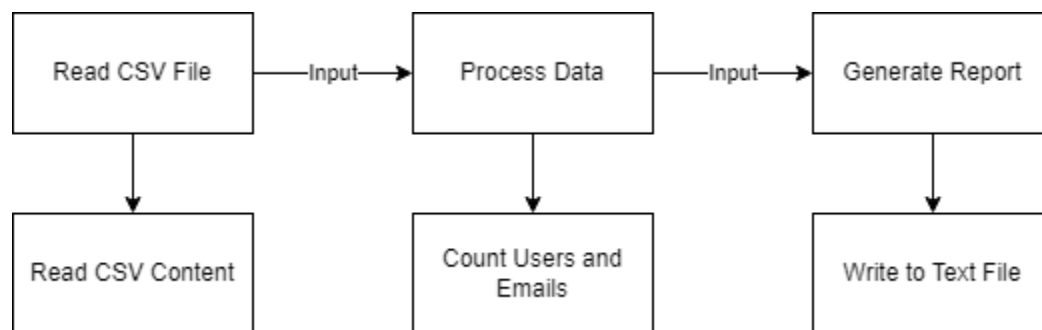 Read CSV File
Input
Process Data
Input
Generate Report
Read CSV Content
Count Users and
Emails
Write to Text File